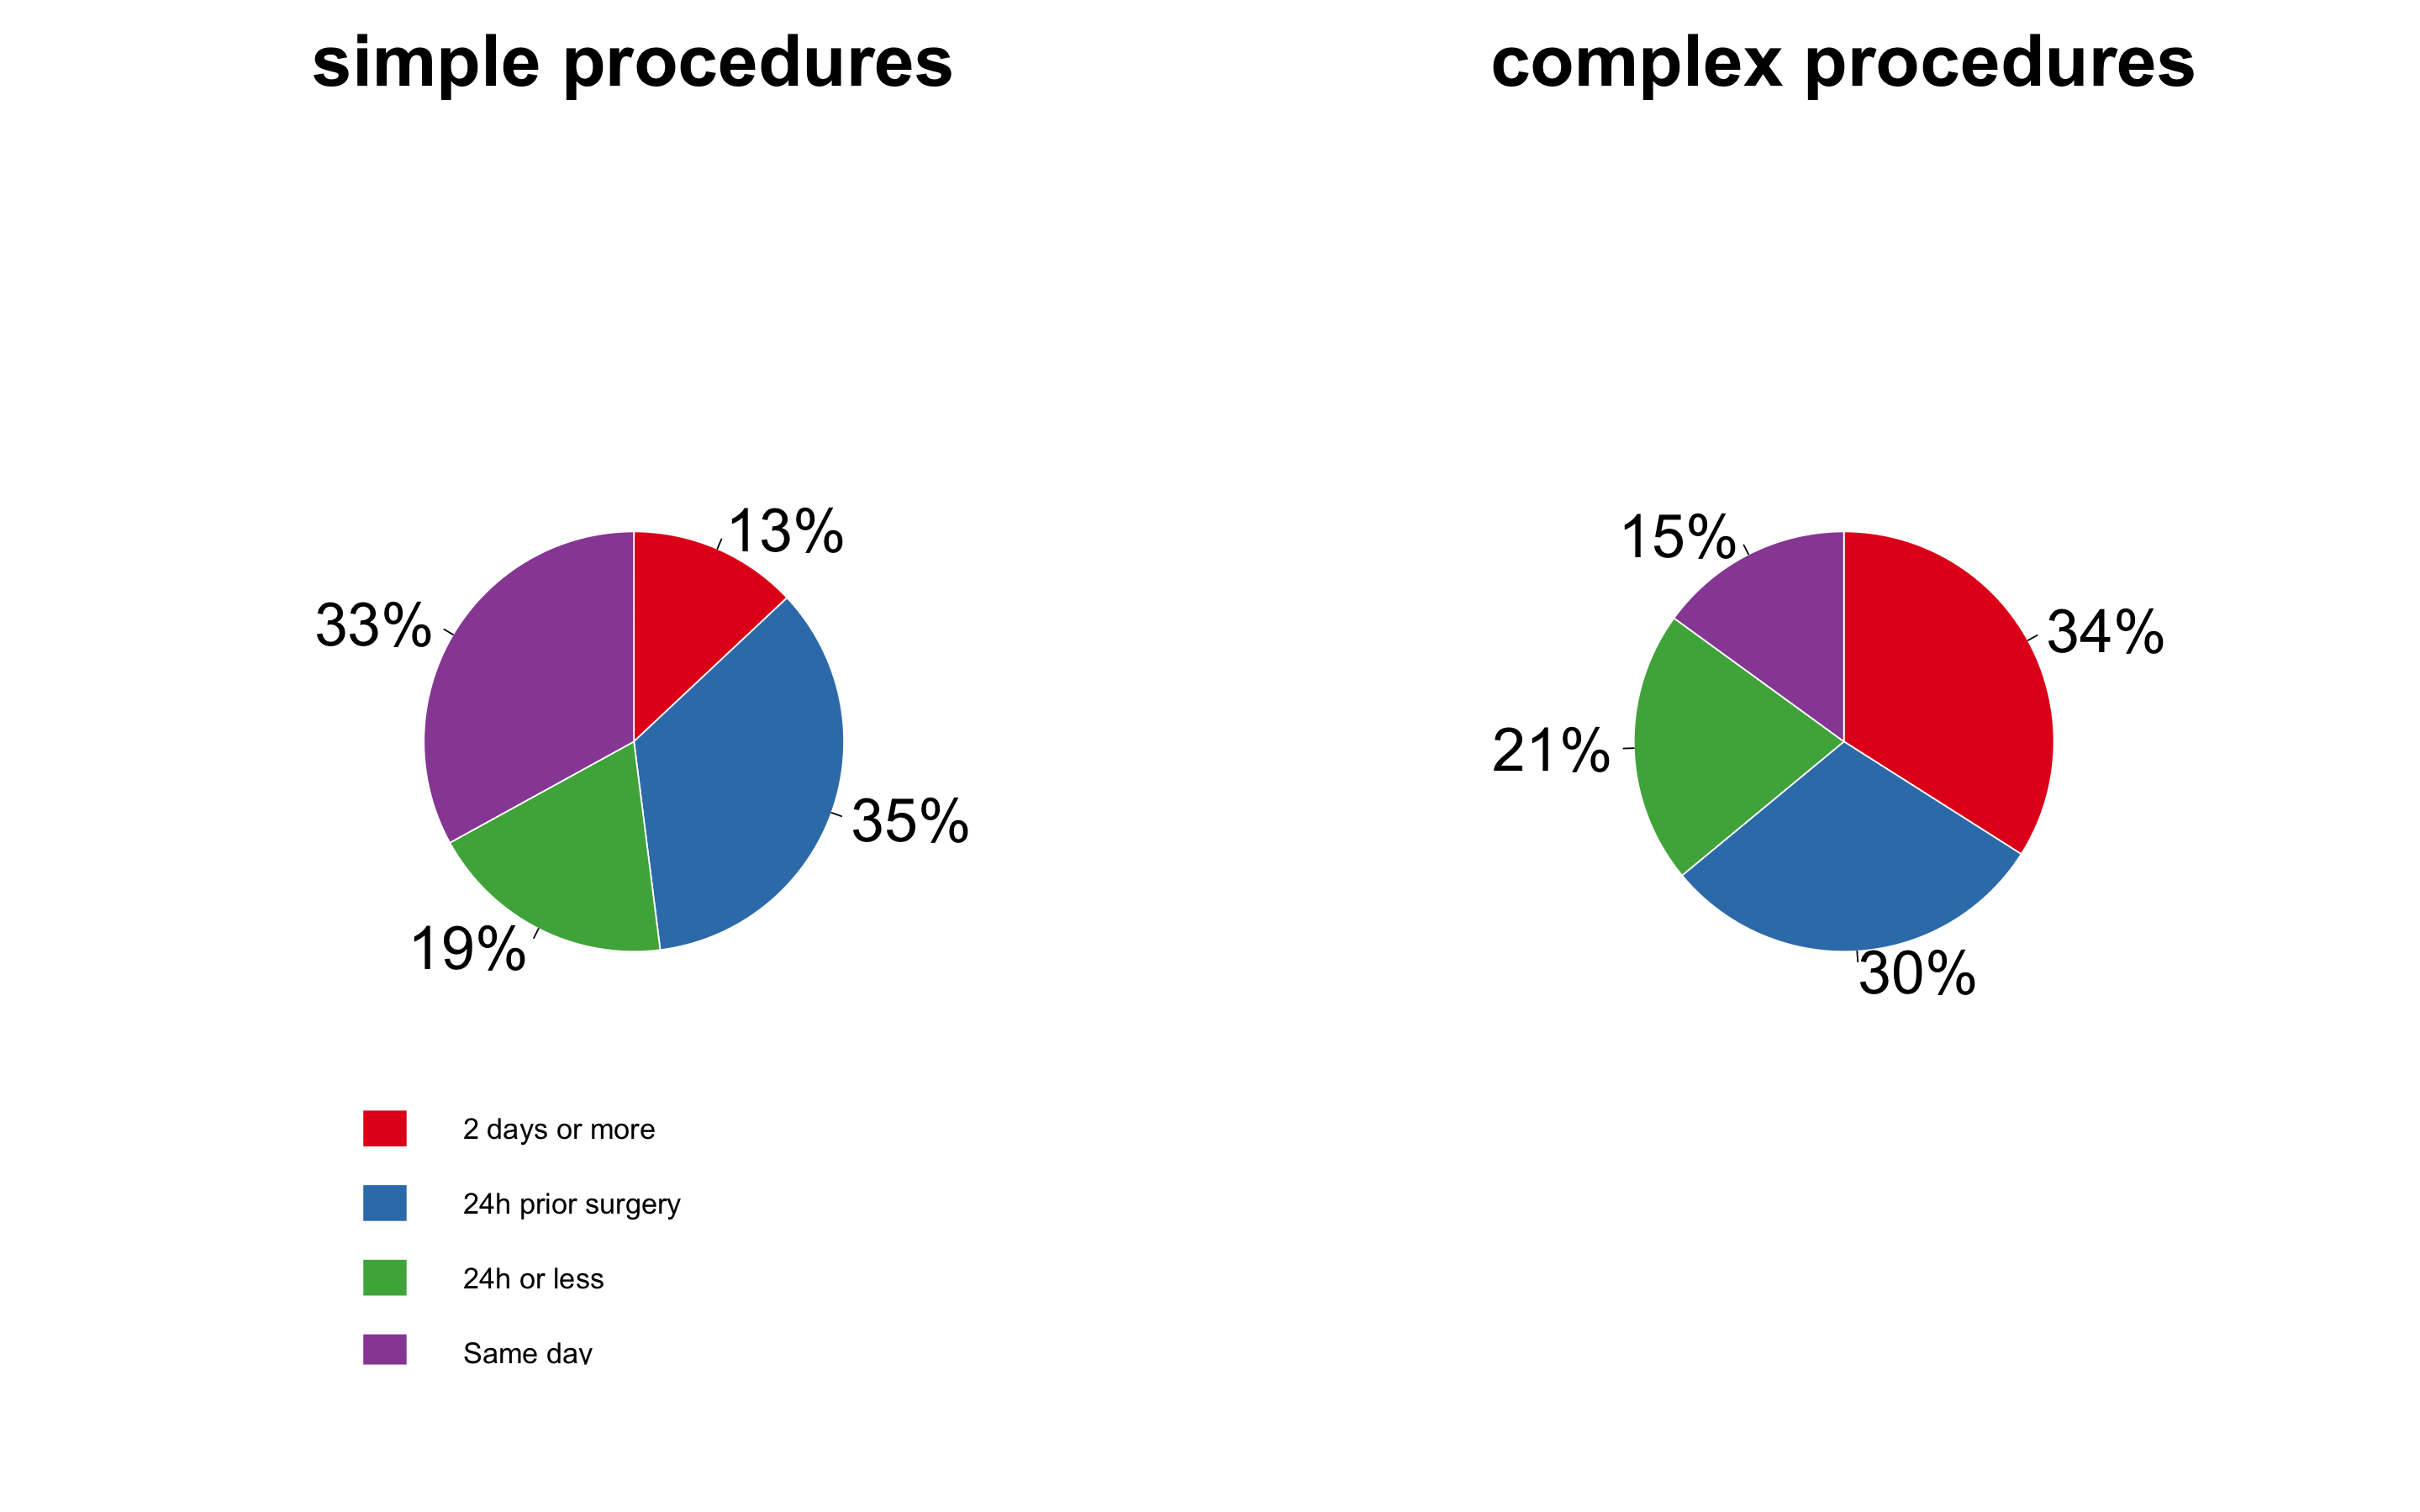 simple procedures
13%
35%
19%
33%
2 days or more
24h prior surgery
24h or less
Same day
complex procedures
34%
30%
21%
15%